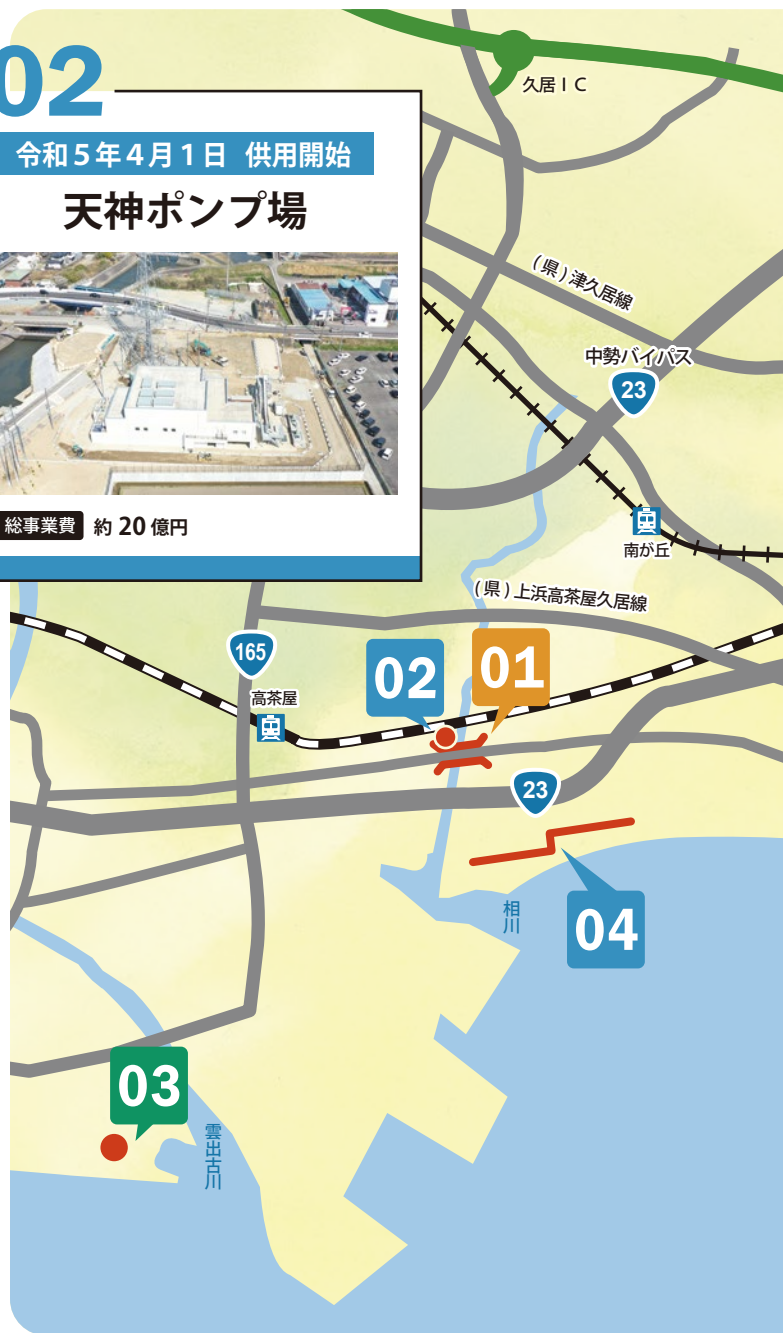 02
令和5年4月1日 供用開始
天神ポンプ場
総事業費 約20億円
久居IC
(県)津久居線
中勢バイパス
23
南が丘
(県)上浜高茶屋久居線
165
高茶屋
02
01
23
相川
04
03
雲出古川